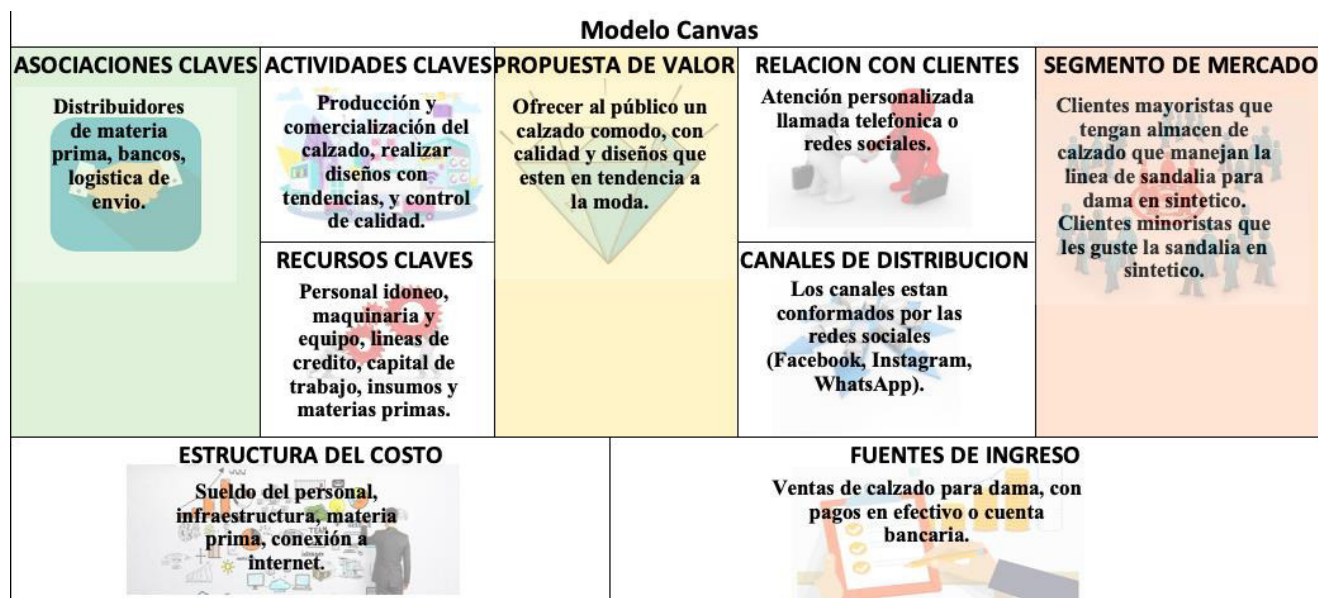 Modelo Canvas
ASOCIACIONES CLAVES
Distribuidores
de materia
prima, bancos,
logistica de
envio.
ACTIVIDADES CLAVES
Producción y
comercialización del
calzado, realizar
diseños con
tendencias, y control
de calidad.
RECURSOS CLAVES
Personal idoneo,
maquinaria y
equipo, lineas de
credito, capital de
trabajo, insumos y
materias primas.
PROPUESTA DE VALOR
Ofrecer al público un
calzado comodo, con
calidad y diseños que
esten en tendencia a
la moda.
RELACION CON CLIENTES
Atención personalizada
llamada telefonica o
redes sociales.
CANALES DE DISTRIBUCION
Los canales estan
conformados por las
redes sociales
(Facebook, Instagram,
WhatsApp).
SEGMENTO DE MERCADO
Clientes mayoristas que
tengan almacen de
calzado que manejan la
linea de sandalia para
dama en sintetico.
Clientes minoristas que
les guste la sandalia en
sintetico.
ESTRUCTURA DEL COSTO
Sueldo del personal,
infraestructura, materia
prima, conexión a
internet.
FUENTES DE INGRESO
Ventas de calzado para dama, con
pagos en efectivo o cuenta
bancaria.